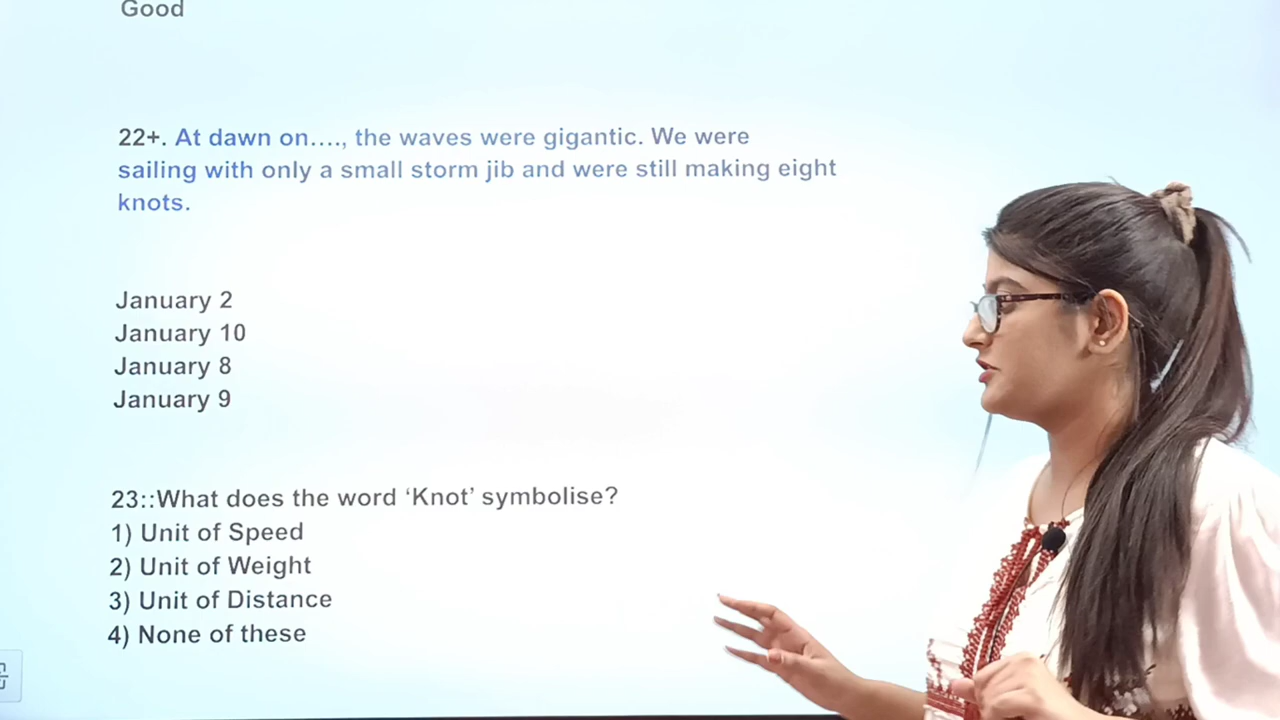 Good
22+. At dawn on...., the waves were gigantic. We were
sailing with only a small storm jib and were still making eight
knots.
January 2
January 10
January 8
January 9
23::What does the word ‘Knot’ symbolise?
1) Unit of Speed
2) Unit of Weight
3) Unit of Distance
4) None of these